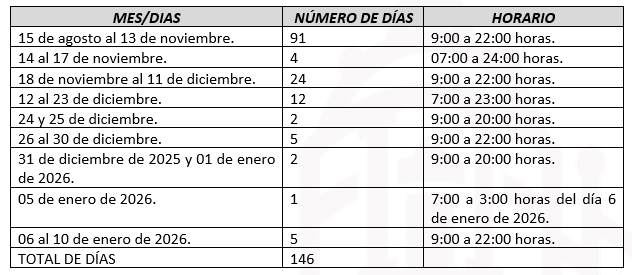 MES/DIAS NÚMERO DE DÍAS HORARIO
15 de agosto al 13 de noviembre. 91 9:00 a 22:00 horas.
14 al 17 de noviembre. 4 07:00 a 24:00 horas.
18 de noviembre al 11 de diciembre. 24 9:00 a 22:00 horas.
12 al 23 de diciembre. 12 7:00 a 23:00 horas.
24 y 25 de diciembre. 2 9:00 a 20:00 horas.
26 al 30 de diciembre. 5 9:00 a 22:00 horas.
31 de diciembre de 2025 y 01 de enero 2 9:00 a 20:00 horas.
de 2026.
05 de enero de 2026. 1 7:00 a 3:00 horas del día 6
de enero de 2026.
06 al 10 de enero de 2026. 5 9:00 a 22:00 horas.
TOTAL DE DÍAS 146